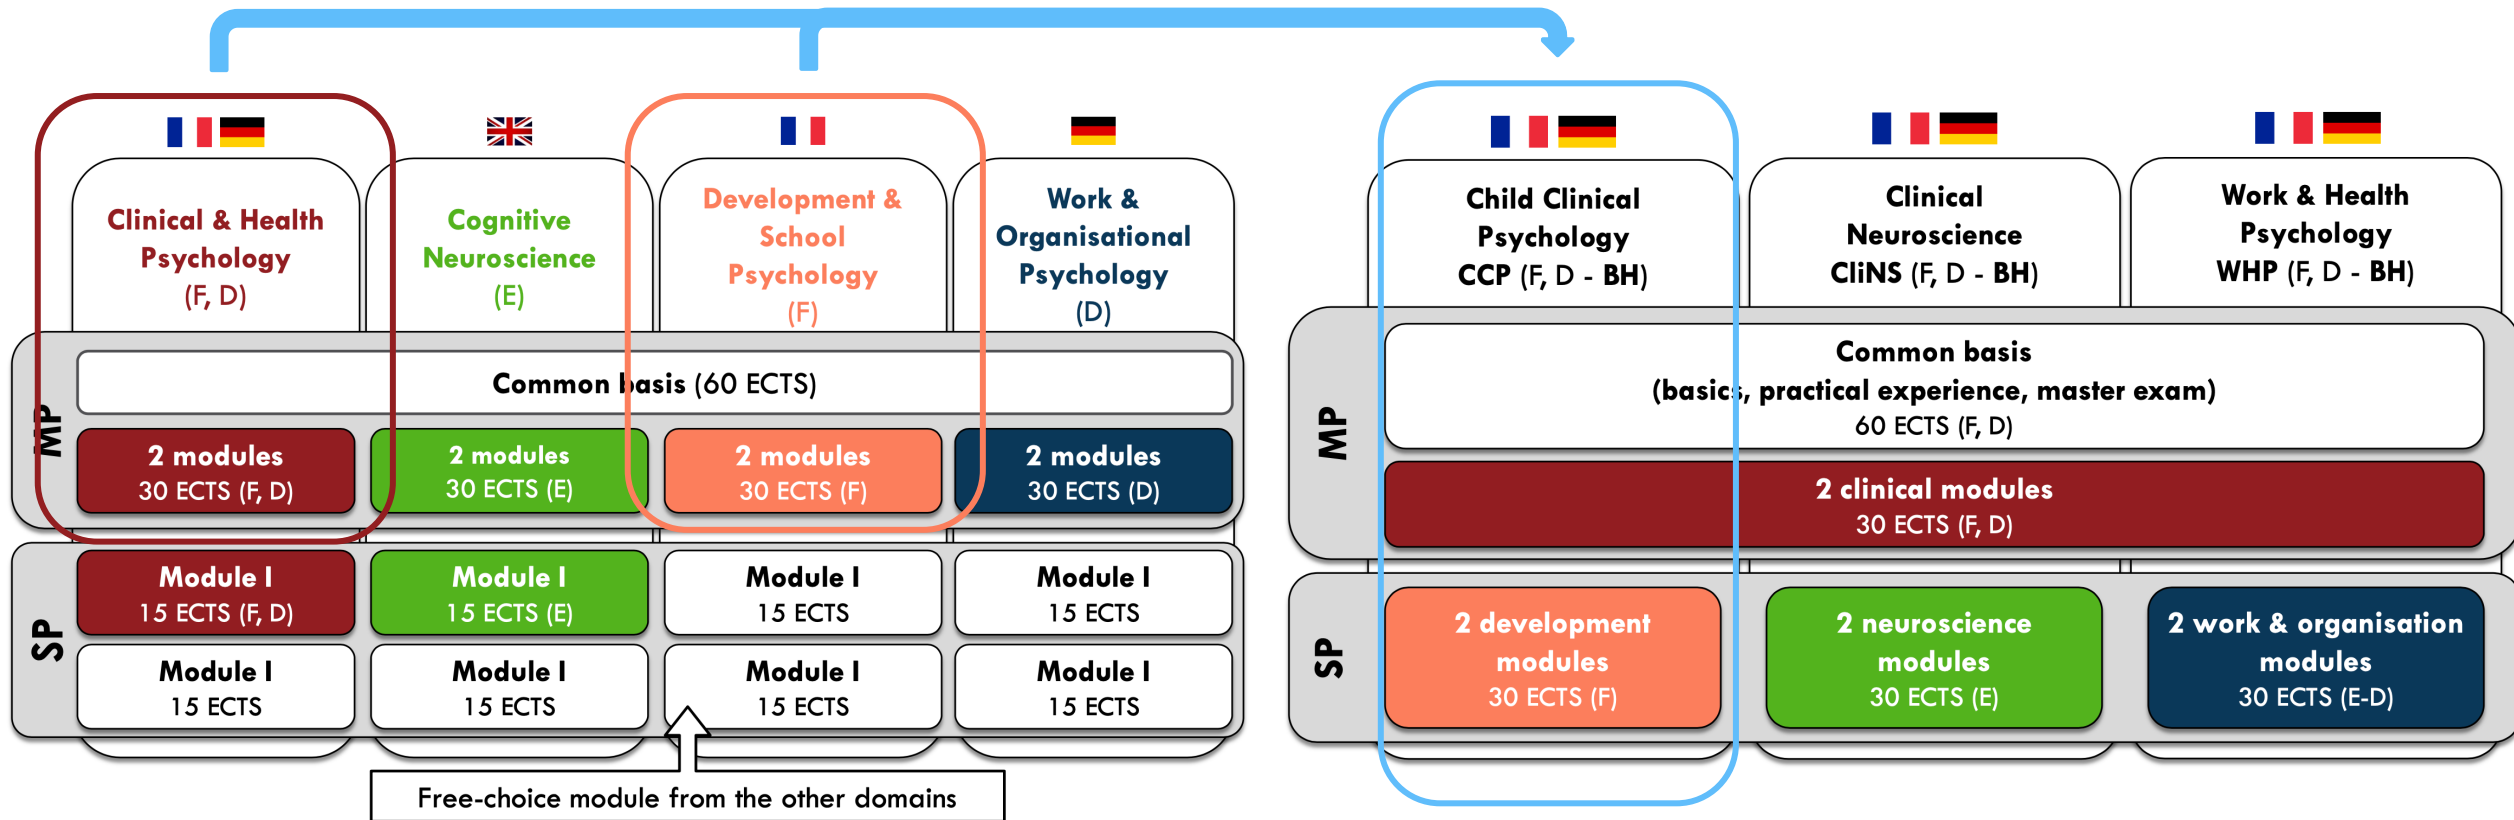 Clinical & Health
Psychology
(F, D)
Cognitive
Neuroscience
(E)
Development &
School
Psychology
(F)
Work &
Organisational
Psychology
(D)
MP
Common basis (60 ECTS)
2 modules
30 ECTS (F, D)
2 modules
30 ECTS (E)
2 modules
30 ECTS (F)
2 modules
30 ECTS (D)
SP
Module I
15 ECTS (F, D)
Module I
15 ECTS (E)
Module I
15 ECTS
Module I
15 ECTS
Module I
15 ECTS
Module I
15 ECTS
Module I
15 ECTS
Module I
15 ECTS
Free-choice module from the other domains
Child Clinical
Psychology
CCP (F, D - BH)
Clinical
Neuroscience
CliNS (F, D - BH)
Work & Health
Psychology
WHP (F, D - BH)
MP
Common basis
(basics, practical experience, master exam)
60 ECTS (F, D)
2 clinical modules
30 ECTS (F, D)
SP
2 development
modules
30 ECTS (F)
2 neuroscience
modules
30 ECTS (E)
2 work & organisation
modules
30 ECTS (E-D)